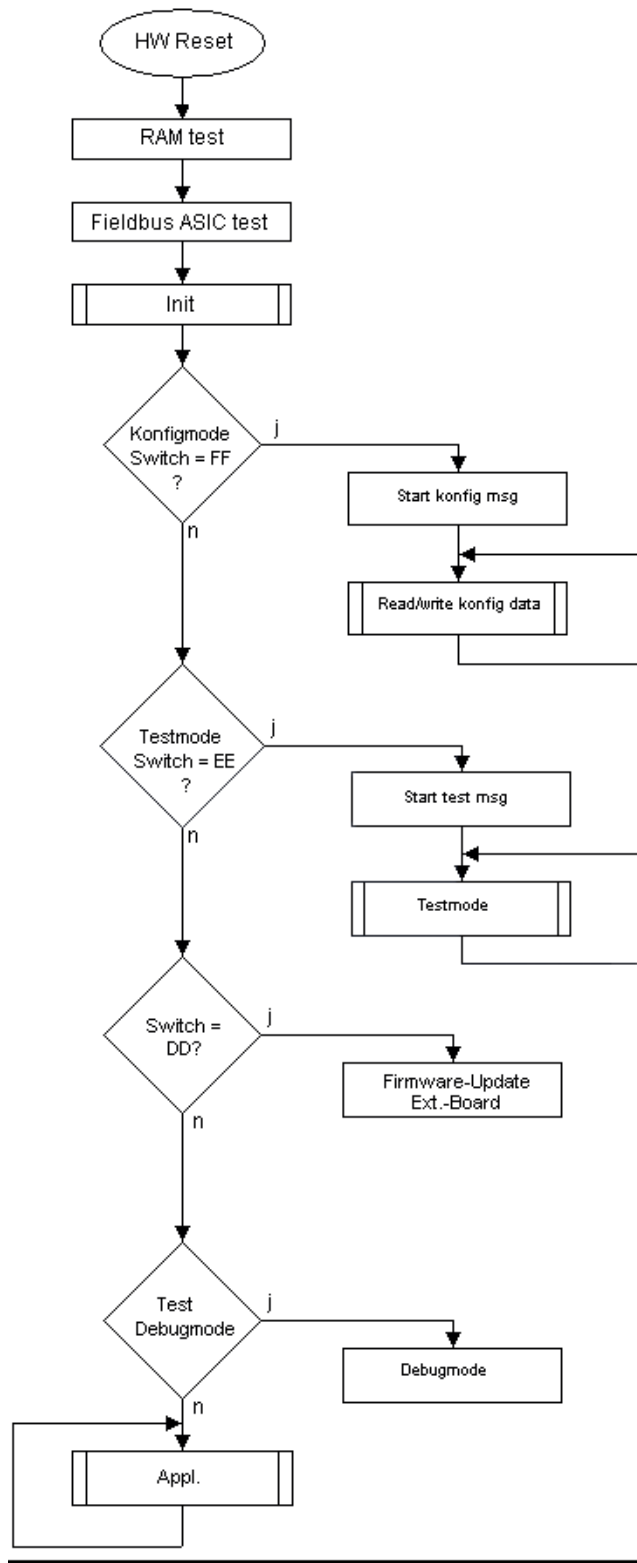 HW Reset
RAM test
Fieldbus ASIC test
Init
Konfigmode
Switch = FF
?
j
n
Start konfig msg
Read/write konfig data
Testmode
Switch = EE
?
j
n
Start test msg
Testmode
Switch =
DD?
j
n
Firmware-Update
Ext.-Board
Test
Debugmode
j
n
Debugmode
Appl.